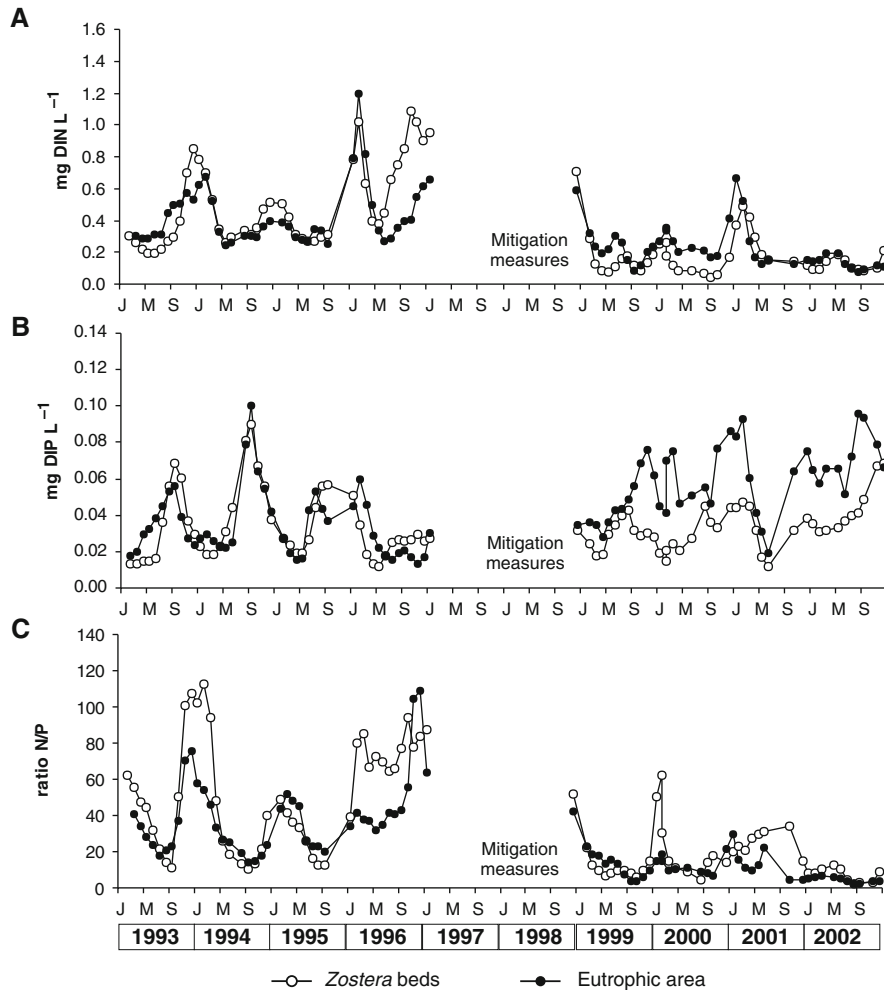 A
mg DIN L –1
1.6
1.4
1.2
1.0
0.8
0.6
0.4
0.2
0.0
Mitigation
measures
J M S J M S J M S J M S J M S J M S J M S J M S J M S J M S
B
mg DIP L –1
0.14
0.12
0.10
0.08
0.06
0.04
0.02
0.00
Mitigation
measures
J M S J M S J M S J M S J M S J M S J M S J M S J M S J M S
C
ratio N/P
140
120
100
80
60
40
20
0
Mitigation
measures
J M S J M S J M S J M S J M S J M S J M S J M S J M S J M S
1993 1994 1995 1996 1997 1998 1999 2000 2001 2002
Zostera beds Eutrophic area